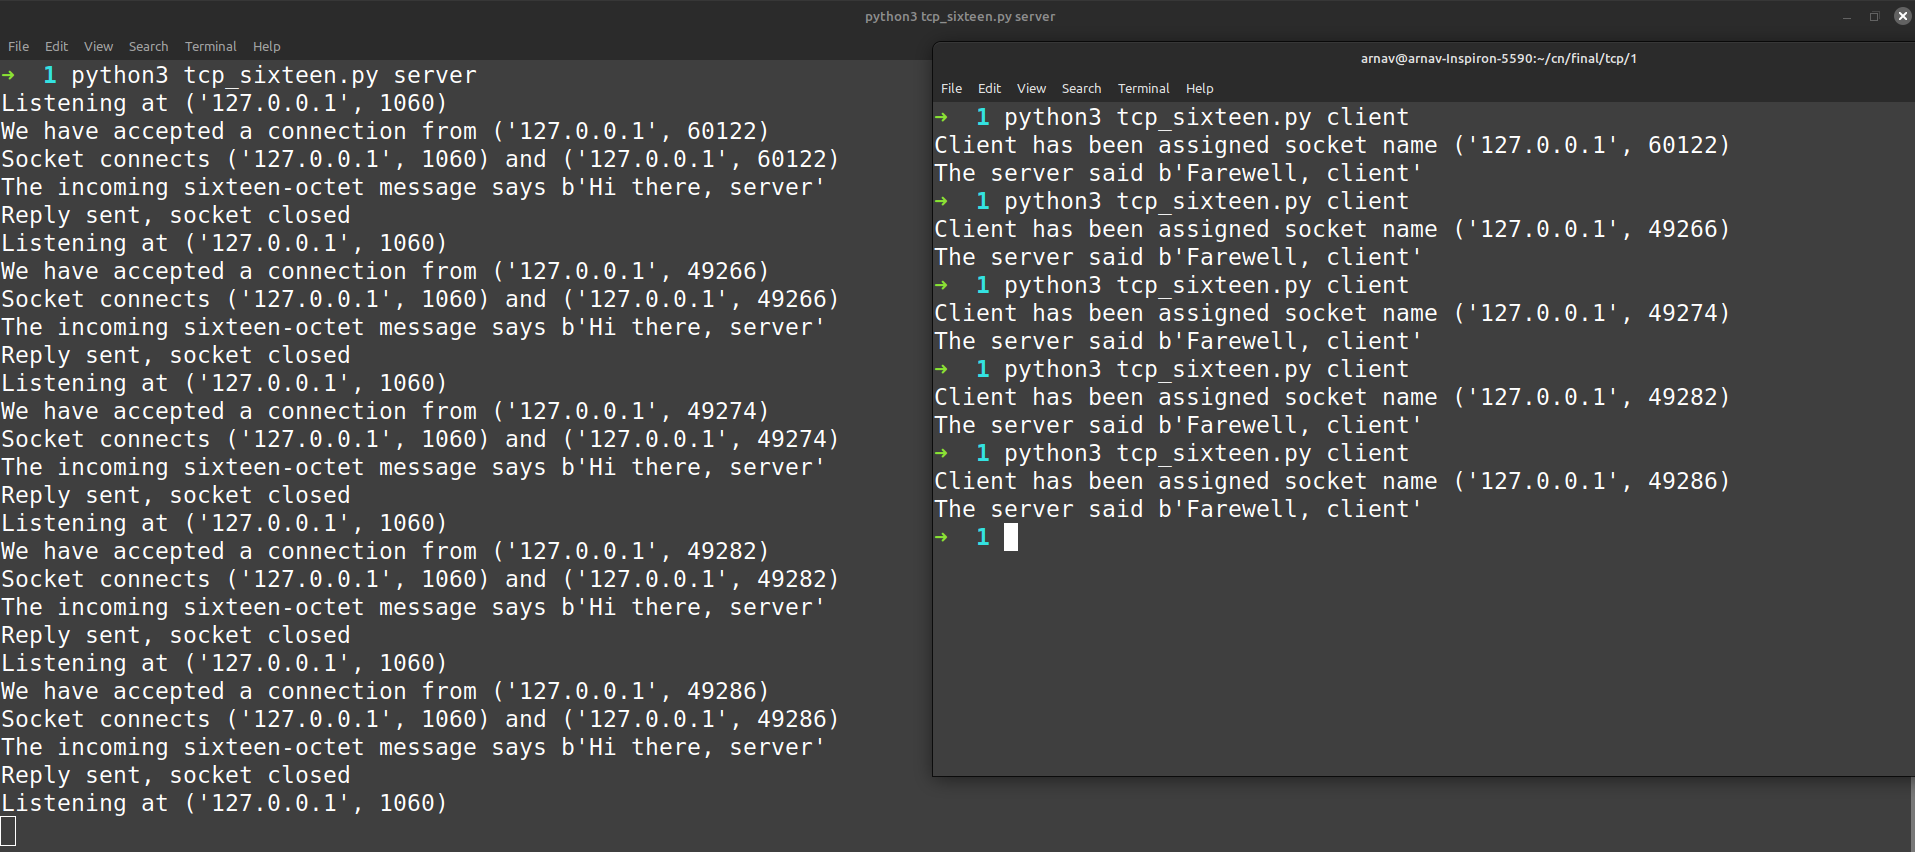 python3 tcp_sixteen.py server
File Edit View Search Terminal Help
➜ 1 python3 tcp_sixteen.py server
Listening at ('127.0.0.1', 1060)
We have accepted a connection from ('127.0.0.1', 60122)
Socket connects ('127.0.0.1', 1060) and ('127.0.0.1', 60122)
The incoming sixteen-octet message says b'Hi there, server'
Reply sent, socket closed
Listening at ('127.0.0.1', 1060)
We have accepted a connection from ('127.0.0.1', 49266)
Socket connects ('127.0.0.1', 1060) and ('127.0.0.1', 49266)
The incoming sixteen-octet message says b'Hi there, server'
Reply sent, socket closed
Listening at ('127.0.0.1', 1060)
We have accepted a connection from ('127.0.0.1', 49274)
Socket connects ('127.0.0.1', 1060) and ('127.0.0.1', 49274)
The incoming sixteen-octet message says b'Hi there, server'
Reply sent, socket closed
Listening at ('127.0.0.1', 1060)
We have accepted a connection from ('127.0.0.1', 49282)
Socket connects ('127.0.0.1', 1060) and ('127.0.0.1', 49282)
The incoming sixteen-octet message says b'Hi there, server'
Reply sent, socket closed
Listening at ('127.0.0.1', 1060)
We have accepted a connection from ('127.0.0.1', 49286)
Socket connects ('127.0.0.1', 1060) and ('127.0.0.1', 49286)
The incoming sixteen-octet message says b'Hi there, server'
Reply sent, socket closed
Listening at ('127.0.0.1', 1060)
arnav@arnav-Inspiron-5590:~/cn/final/tcp/1
File Edit View Search Terminal Help
➜ 1 python3 tcp_sixteen.py client
Client has been assigned socket name ('127.0.0.1', 60122)
The server said b'Farewell, client'
➜ 1 python3 tcp_sixteen.py client
Client has been assigned socket name ('127.0.0.1', 49266)
The server said b'Farewell, client'
➜ 1 python3 tcp_sixteen.py client
Client has been assigned socket name ('127.0.0.1', 49274)
The server said b'Farewell, client'
➜ 1 python3 tcp_sixteen.py client
Client has been assigned socket name ('127.0.0.1', 49282)
The server said b'Farewell, client'
➜ 1 python3 tcp_sixteen.py client
Client has been assigned socket name ('127.0.0.1', 49286)
The server said b'Farewell, client'
➜ 1